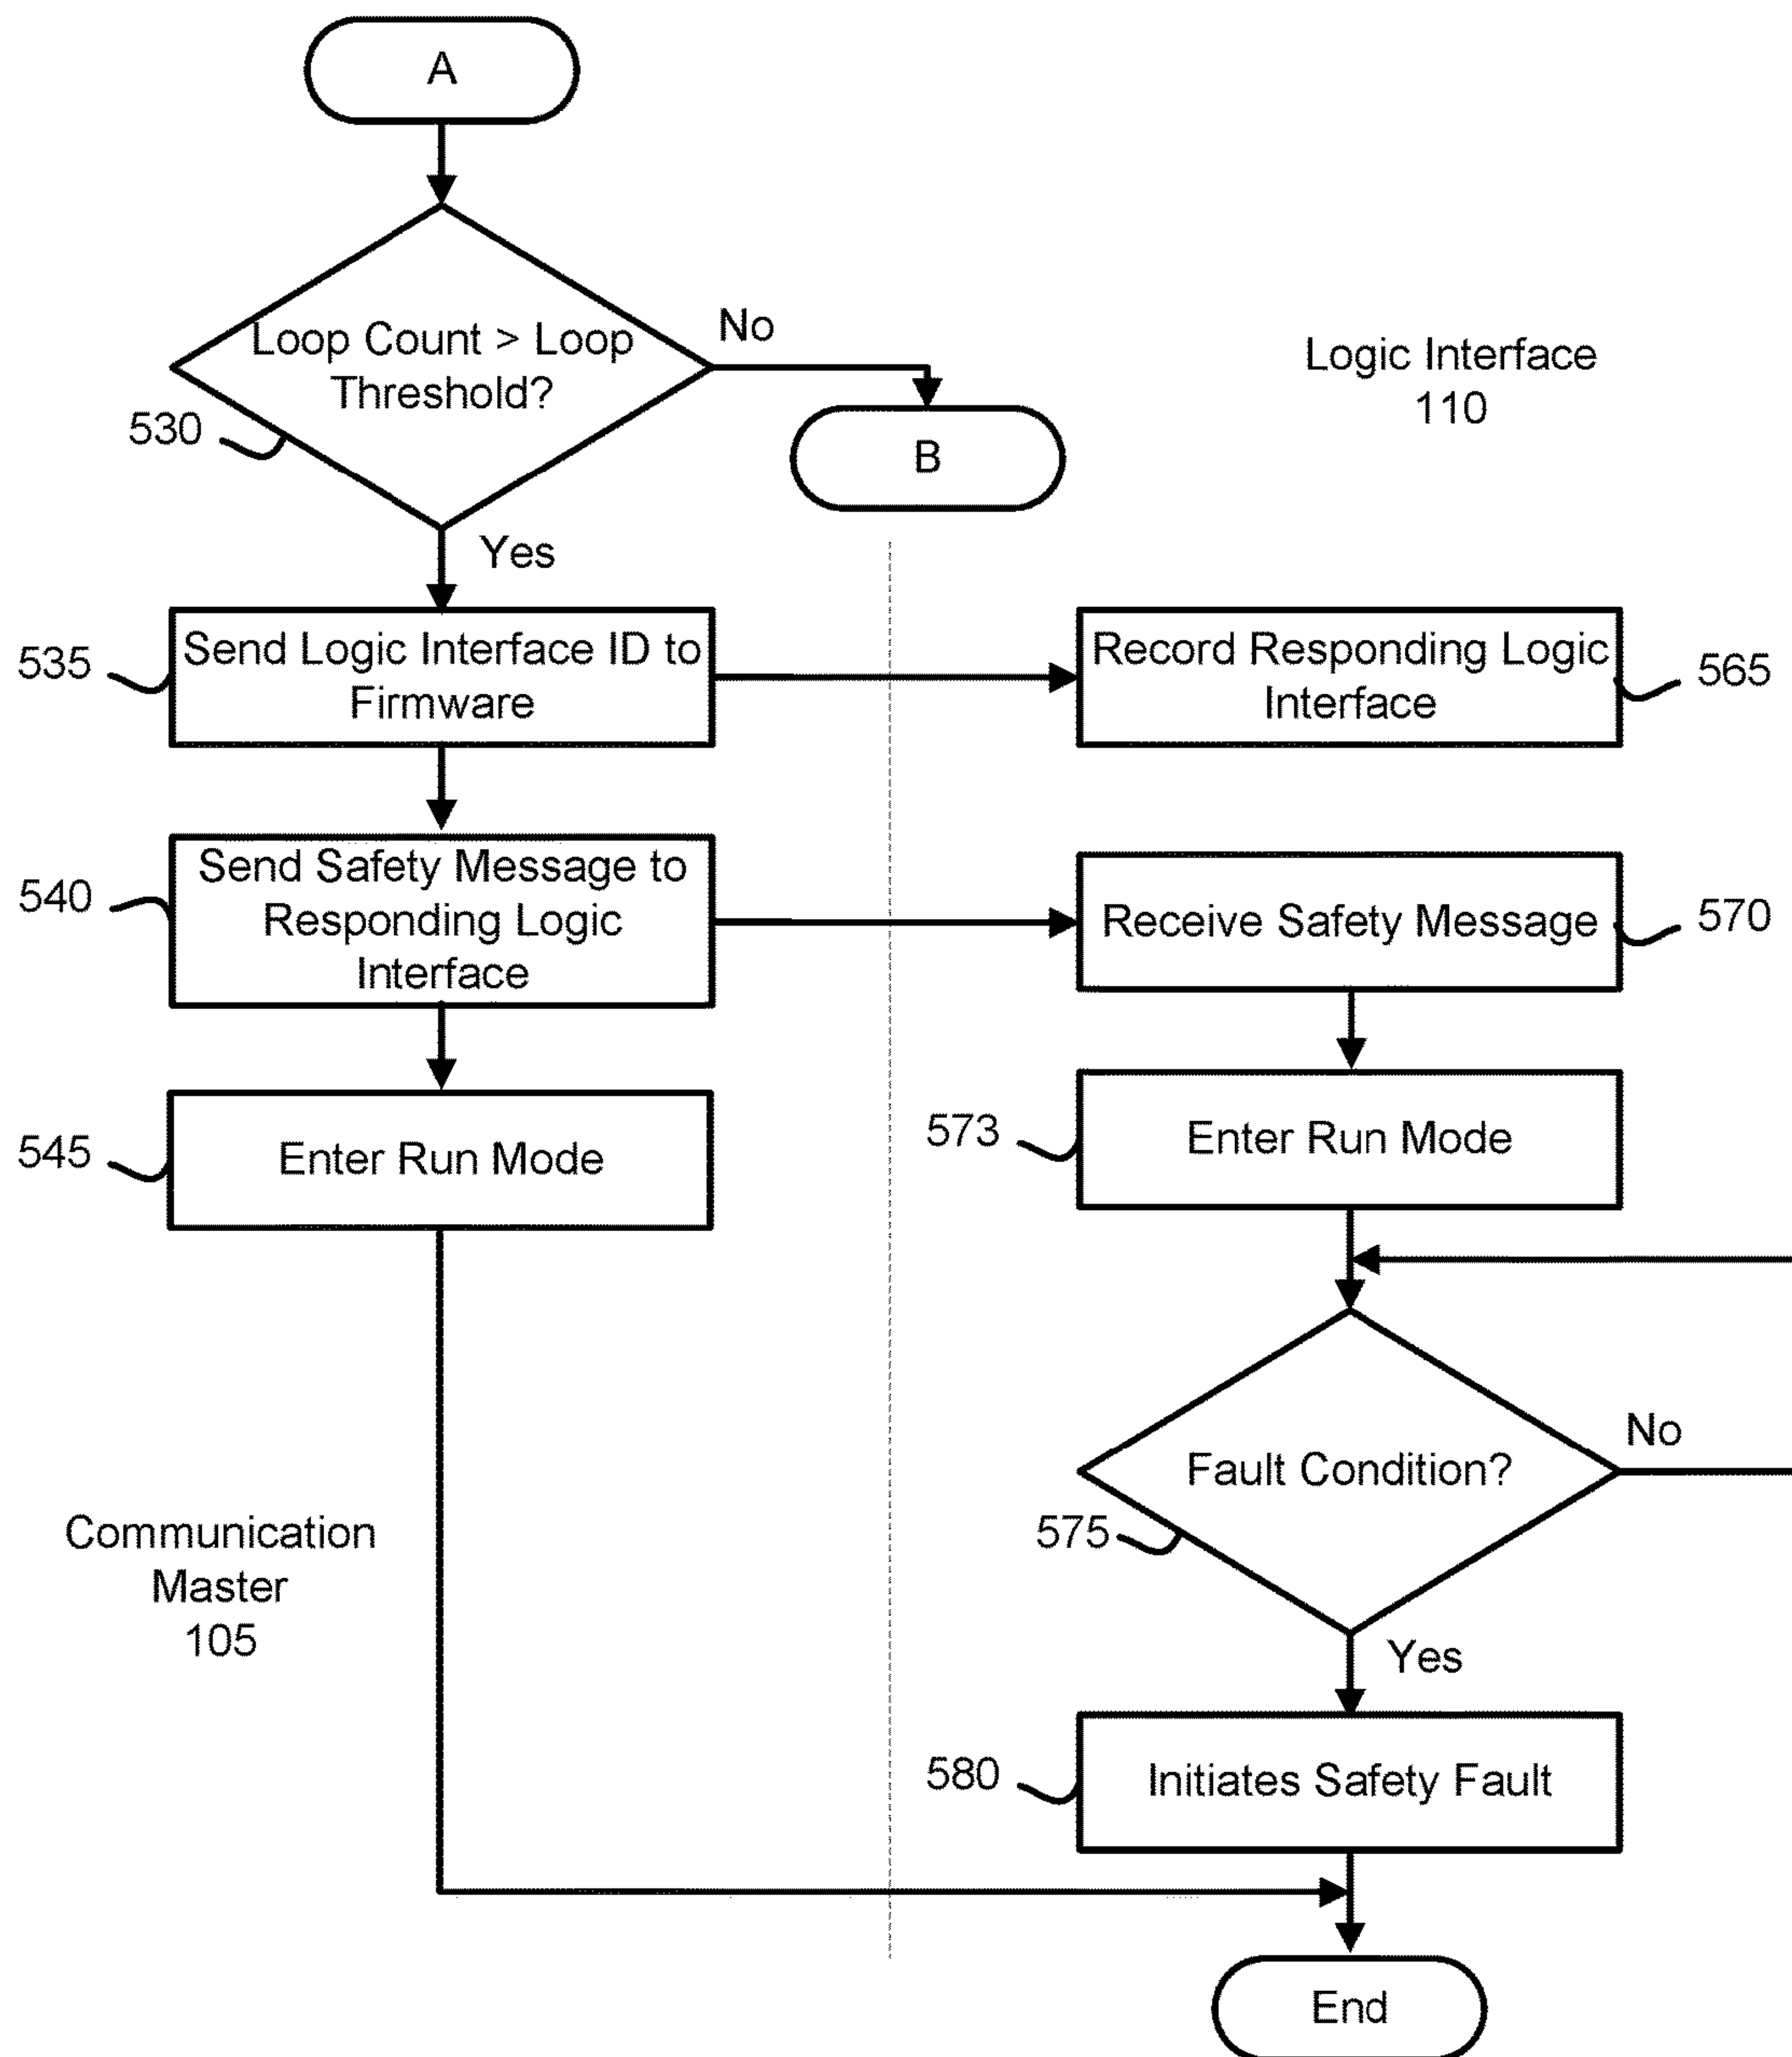 A
Loop Count > Loop
Threshold?
No
530
B
Logic Interface
110
Yes
535
Send Logic Interface ID to
Firmware
Record Responding Logic
Interface
565
540
Send Safety Message to
Responding Logic
Interface
Receive Safety Message
570
545
Enter Run Mode
573
Enter Run Mode
Fault Condition?
No
575
Communication
Master
105
Yes
580
Initiates Safety Fault
End